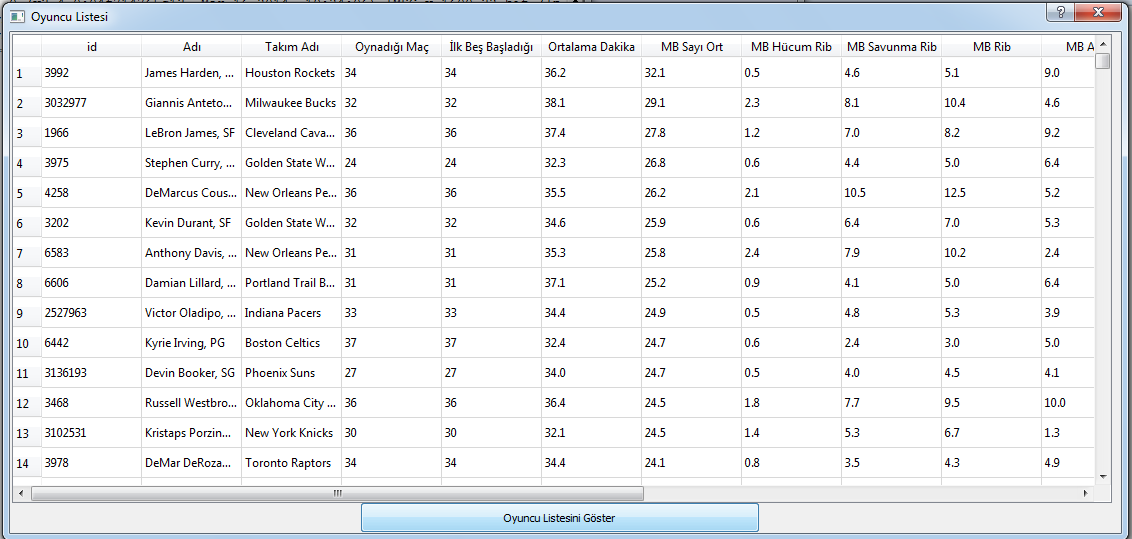 Oyuncu Listesi
id Adı Takım Adı Oynadığı Maç İlk Beş Başladığı Ortalama Dakika MB Sayı Ort MB Hücum Rib MB Savunma Rib MB Rib MB A
1 3992 James Harden, ... Houston Rockets 34 34 36.2 32.1 0.5 4.6 5.1 9.0
2 3032977 Giannis Anteto... Milwaukee Bucks 32 32 38.1 29.1 2.3 8.1 10.4 4.6
3 1966 LeBron James, SF Cleveland Cava... 36 36 37.4 27.8 1.2 7.0 8.2 9.2
4 3975 Stephen Curry, ... Golden State W... 24 24 32.3 26.8 0.6 4.4 5.0 6.4
5 4258 DeMarcus Cous... New Orleans Pe... 36 36 35.5 26.2 2.1 10.5 12.5 5.2
6 3202 Kevin Durant, SF Golden State W... 32 32 34.6 25.9 0.6 6.4 7.0 5.3
7 6583 Anthony Davis, ... New Orleans Pe... 31 31 35.3 25.8 2.4 7.9 10.2 2.4
8 6606 Damian Lillard, ... Portland Trail B... 31 31 37.1 25.2 0.9 4.1 5.0 6.4
9 2527963 Victor Oladipo, ... Indiana Pacers 33 33 34.4 24.9 0.5 4.8 5.3 3.9
10 6442 Kyrie Irving, PG Boston Celtics 37 37 32.4 24.7 0.6 2.4 3.0 5.0
11 3136193 Devin Booker, SG Phoenix Suns 27 27 34.0 24.7 0.5 4.0 4.5 4.1
12 3468 Russell Westbro... Oklahoma City ... 36 36 36.4 24.5 1.8 7.7 9.5 10.0
13 3102531 Kristaps Porzin... New York Knicks 30 30 32.1 24.5 1.4 5.3 6.7 1.3
14 3978 DeMar DeRoza... Toronto Raptors 34 34 34.4 24.1 0.8 3.5 4.3 4.9
Oyuncu Listesini Göster